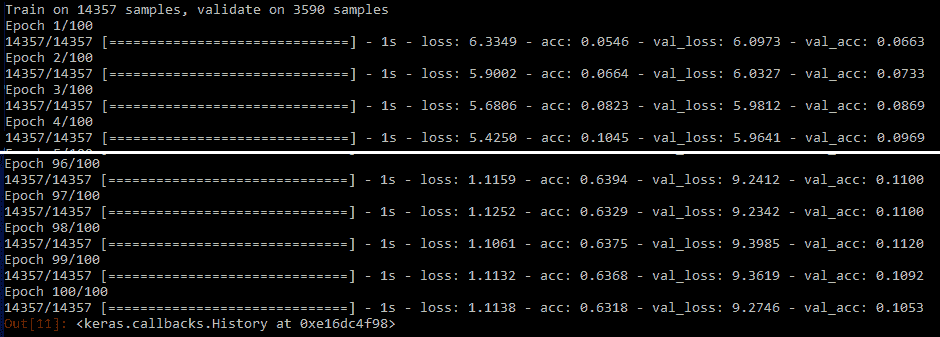 Train on 14357 samples, validate on 3590 samples
Epoch 1/100
14357/14357 [==============================] - 1s - loss: 6.3349 - acc: 0.0546 - val_loss: 6.0973 - val_acc: 0.0663
Epoch 2/100
14357/14357 [==============================] - 1s - loss: 5.9002 - acc: 0.0664 - val_loss: 6.0327 - val_acc: 0.0733
Epoch 3/100
14357/14357 [==============================] - 1s - loss: 5.6806 - acc: 0.0823 - val_loss: 5.9812 - val_acc: 0.0869
Epoch 4/100
14357/14357 [==============================] - 1s - loss: 5.4250 - acc: 0.1045 - val_loss: 5.9641 - val_acc: 0.0969
Epoch 96/100
14357/14357 [==============================] - 1s - loss: 1.1159 - acc: 0.6394 - val_loss: 9.2412 - val_acc: 0.1100
Epoch 97/100
14357/14357 [==============================] - 1s - loss: 1.1252 - acc: 0.6329 - val_loss: 9.2342 - val_acc: 0.1100
Epoch 98/100
14357/14357 [==============================] - 1s - loss: 1.1061 - acc: 0.6375 - val_loss: 9.3985 - val_acc: 0.1120
Epoch 99/100
14357/14357 [==============================] - 1s - loss: 1.1132 - acc: 0.6368 - val_loss: 9.3619 - val_acc: 0.1092
Epoch 100/100
14357/14357 [==============================] - 1s - loss: 1.1138 - acc: 0.6318 - val_loss: 9.2746 - val_acc: 0.1053
Out[11]: <keras.callbacks.History at 0xe16dc4f98>